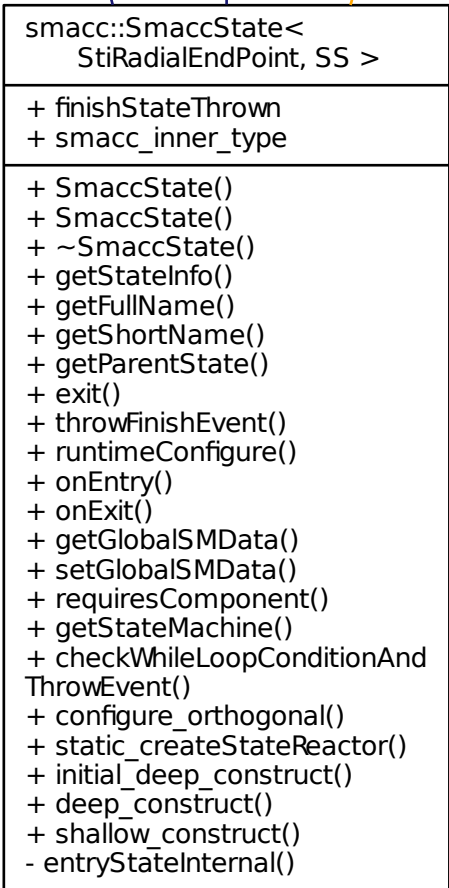 smacc::SmaccState<
StiRadialEndPoint, SS >
+ finishStateThrown
+ smacc_inner_type
+ SmaccState()
+ SmaccState()
+ ~SmaccState()
+ getStateInfo()
+ getFullName()
+ getShortName()
+ getParentState()
+ exit()
+ throwFinishEvent()
+ runtimeConfigure()
+ onEntry()
+ onExit()
+ getGlobalSMData()
+ setGlobalSMData()
+ requiresComponent()
+ getStateMachine()
+ checkWhileLoopConditionAnd
ThrowEvent()
+ configure_orthogonal()
+ static_createStateReactor()
+ initial_deep_construct()
+ deep_construct()
+ shallow_construct()
- entryStateInternal()